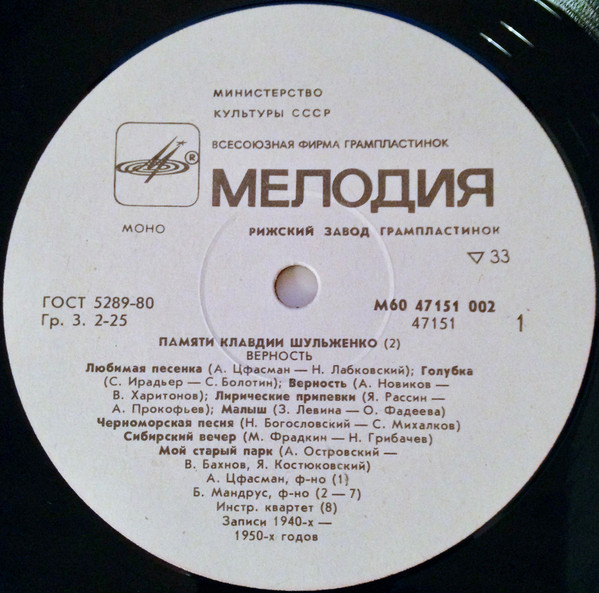 МИНИСТЕРСТВО
КУЛЬТУРЫ СССР
ВСЕСОЮЗНАЯ ФИРМА ГРАМПЛАСТИНОК
®
МЕЛОДИЯ
МОНО
РИЖСКИЙ ЗАВОД ГРАМПЛАСТИНОК
▽ 33
ГОСТ 5289-80
Гр. 3. 2-25
М60 47151 002
47151
1
ПАМЯТИ КЛАВДИИ ШУЛЬЖЕНКО (2)
ВЕРНОСТЬ
Любимая песенка (А. Цфасман — Н. Лабковский); Голубка
(С. Ирадьер — С. Болотин); Верность (А. Новиков —
В. Харитонов); Лирические припевки (Я. Рассин —
А. Прокофьев); Малыш (З. Левина — О. Фадеева)
Черноморская песня (Н. Богословский — С. Михалков)
Сибирский вечер (М. Фрадкин — Н. Грибачев)
Мой старый парк (А. Островский —
В. Бахнов, Я. Костюковский)
А. Цфасман, ф-но (1)
Б. Мандрус, ф-но (2 — 7)
Инстр. квартет (8)
Записи 1940-х —
1950-х годов